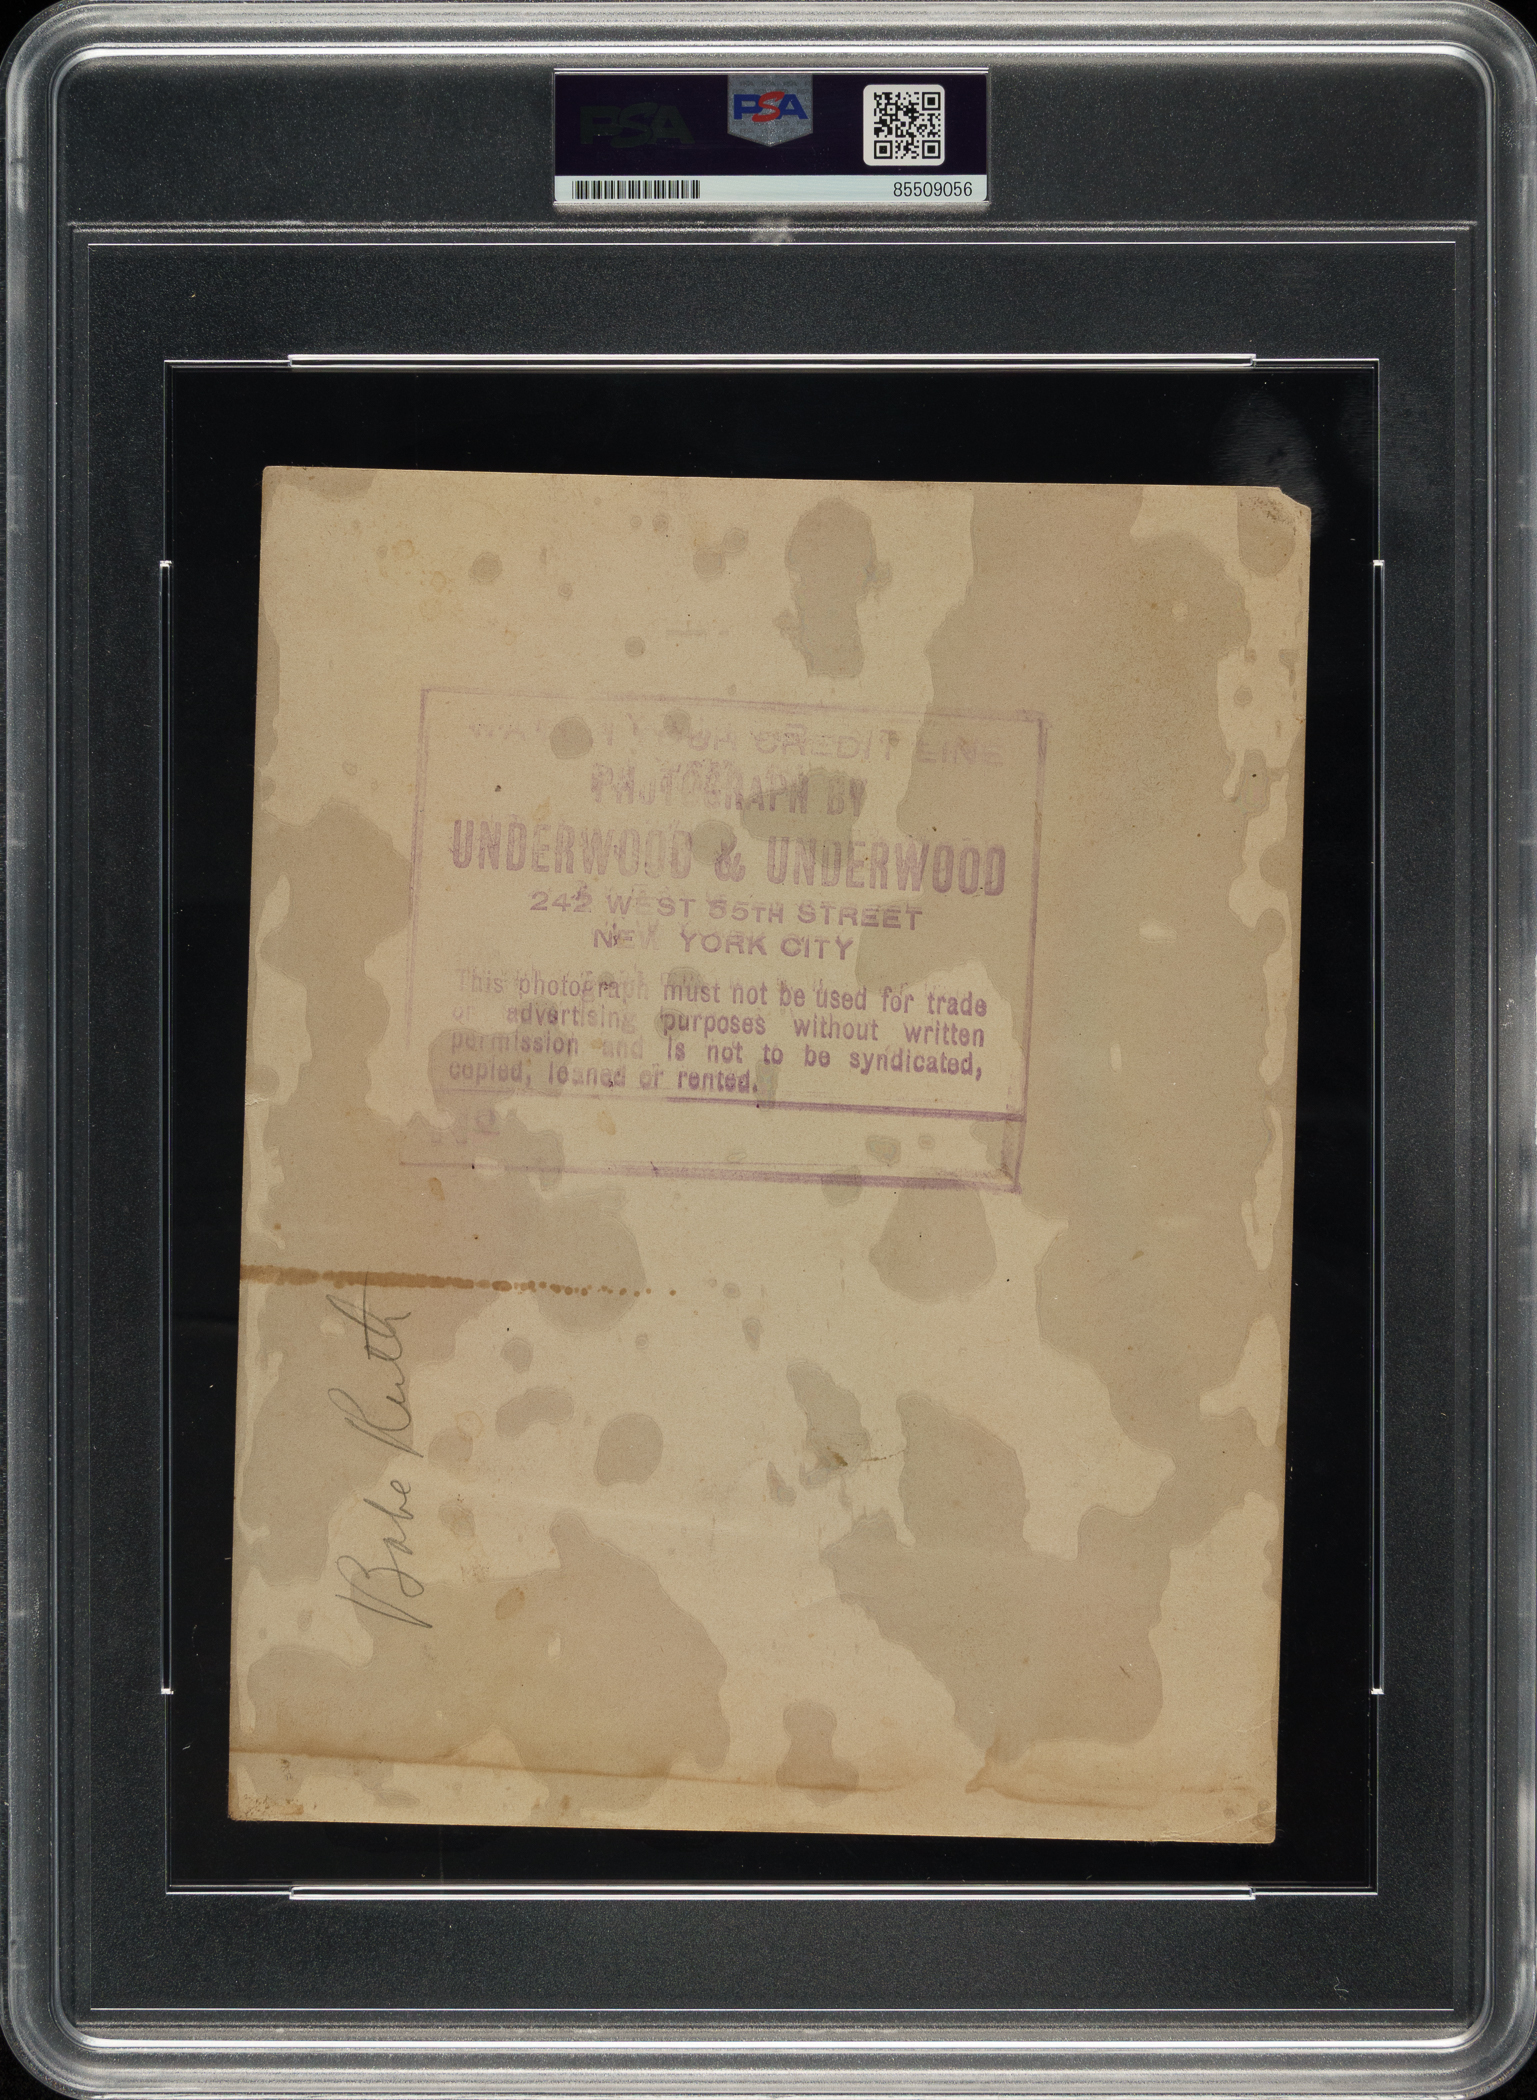 PSA
PSA
85509056
CREDIT LINE
PHOTOGRAPH BY
UNDERWOOD & UNDERWOOD
242 WEST 55TH STREET
NEW YORK CITY
This photograph must not be used for trade
or advertising purposes without written
permission and is not to be syndicated,
copied, loaned or rented.
No
Babe Ruth